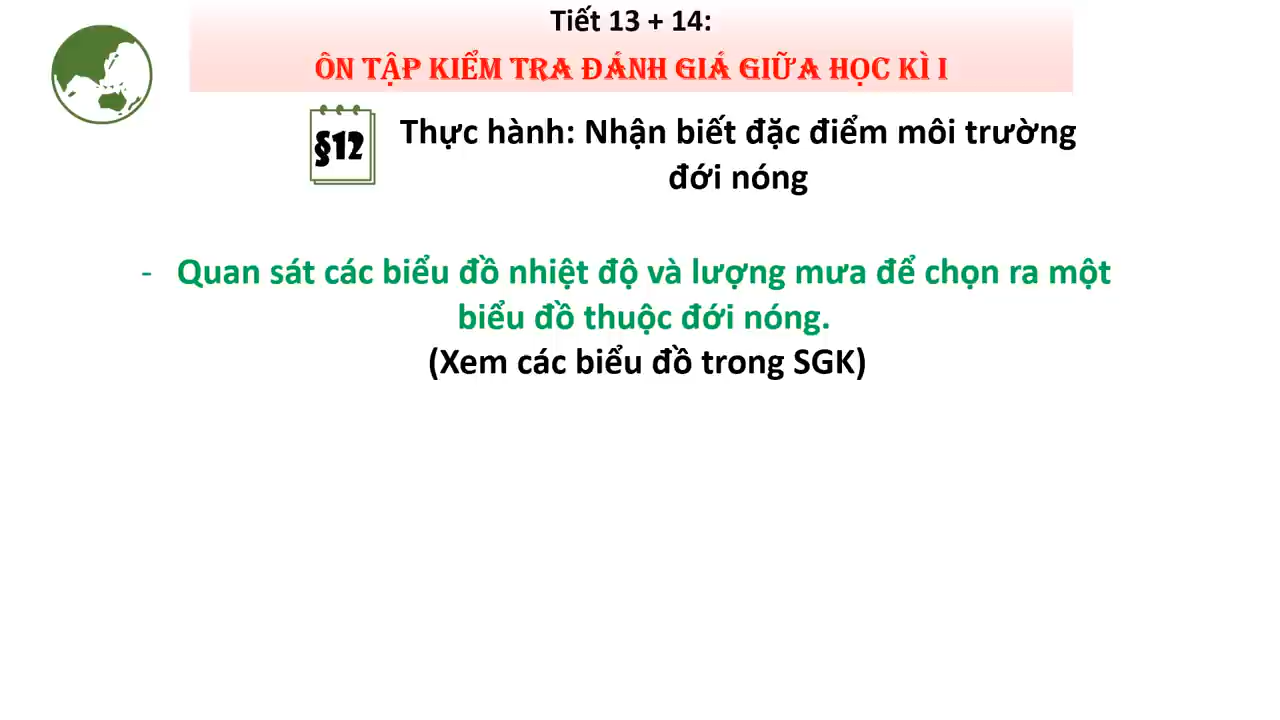 Tiết 13 + 14:
ÔN TẬP KIỂM TRA ĐÁNH GIÁ GIỮA HỌC KÌ I
§12
Thực hành: Nhận biết đặc điểm môi trường
đới nóng
- Quan sát các biểu đồ nhiệt độ và lượng mưa để chọn ra một
biểu đồ thuộc đới nóng.
(Xem các biểu đồ trong SGK)